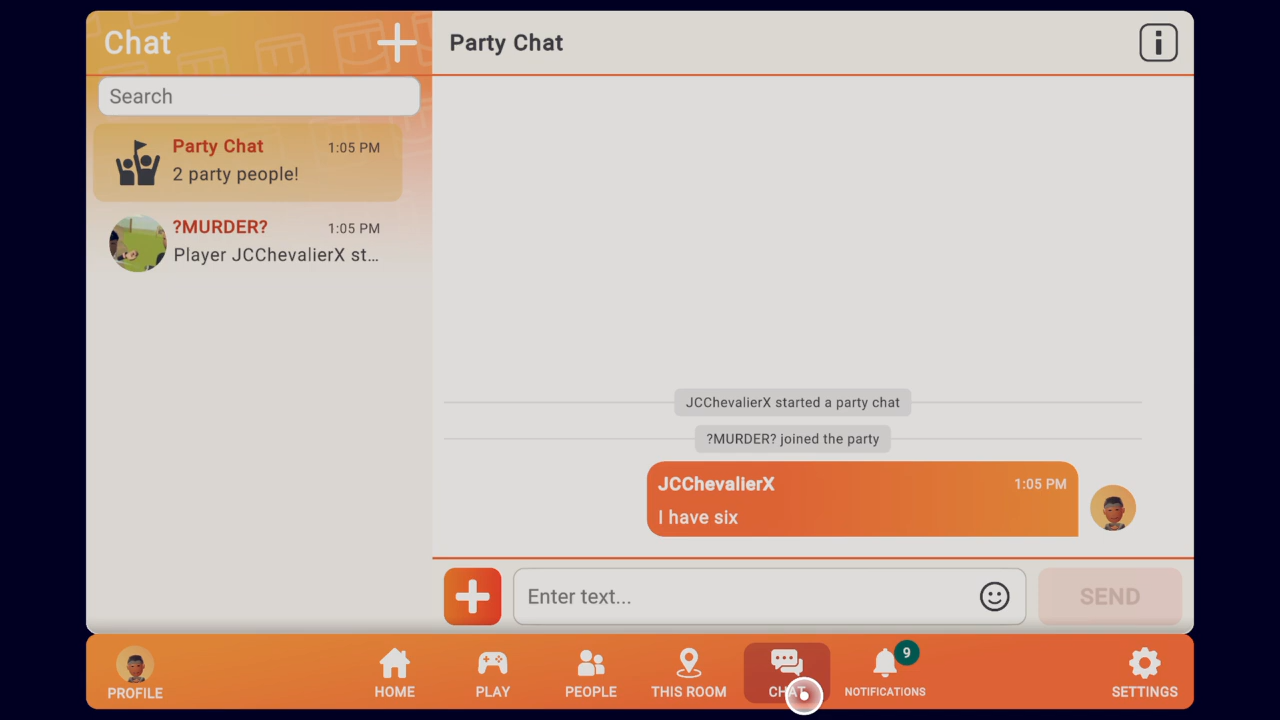 Chat
Party Chat
Search
Party Chat 1:05 PM
2 party people!
?MURDER? 1:05 PM
Player JCChevalierX st...
JCChevalierX started a party chat
?MURDER? joined the party
JCChevalierX 1:05 PM
I have six
Enter text...
SEND
9
PROFILE HOME PLAY PEOPLE THIS ROOM CHAT NOTIFICATIONS SETTINGS